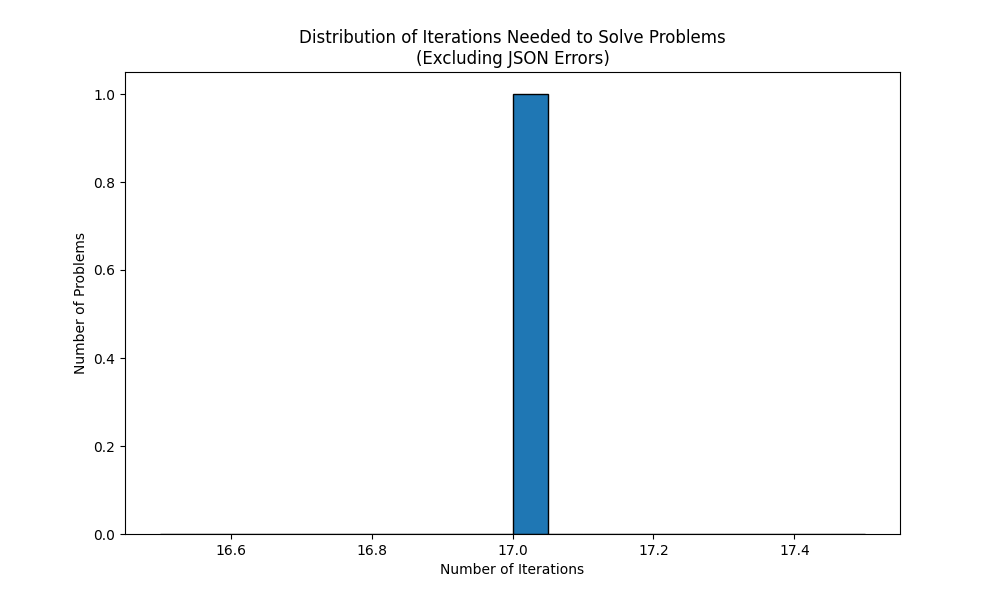 Distribution of Iterations Needed to Solve Problems
(Excluding JSON Errors)
1.0
0.8
0.6
0.4
0.2
0.0
Number of Problems
16.6
16.8
17.0
17.2
17.4
Number of Iterations